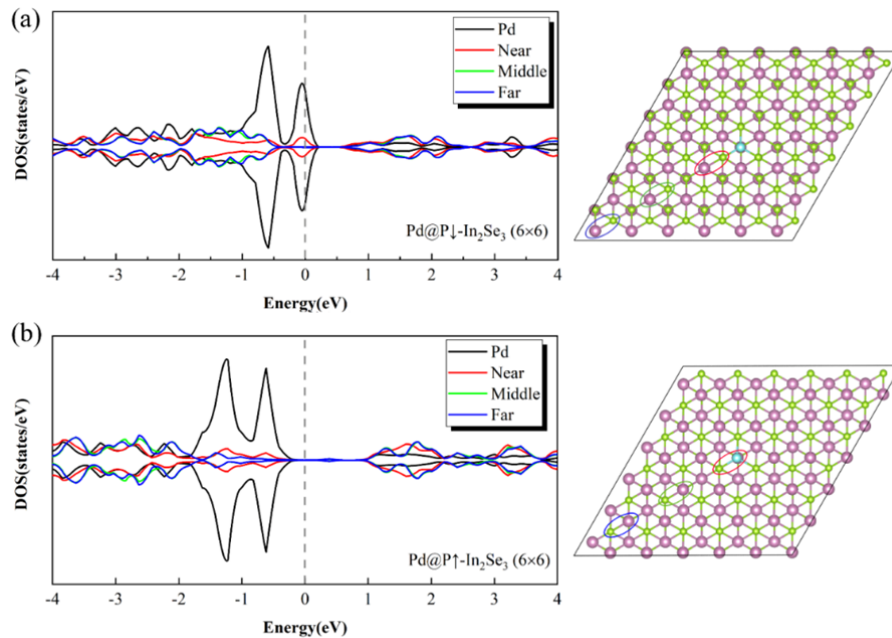 (a)
DOS(states/eV)
Pd
Near
Middle
Far
Pd@P↓-In₂Se₃ (6×6)
-4 -3 -2 -1 0 1 2 3 4
Energy(eV)
(b)
DOS(states/eV)
Pd
Near
Middle
Far
Pd@P↑-In₂Se₃ (6×6)
-4 -3 -2 -1 0 1 2 3 4
Energy(eV)